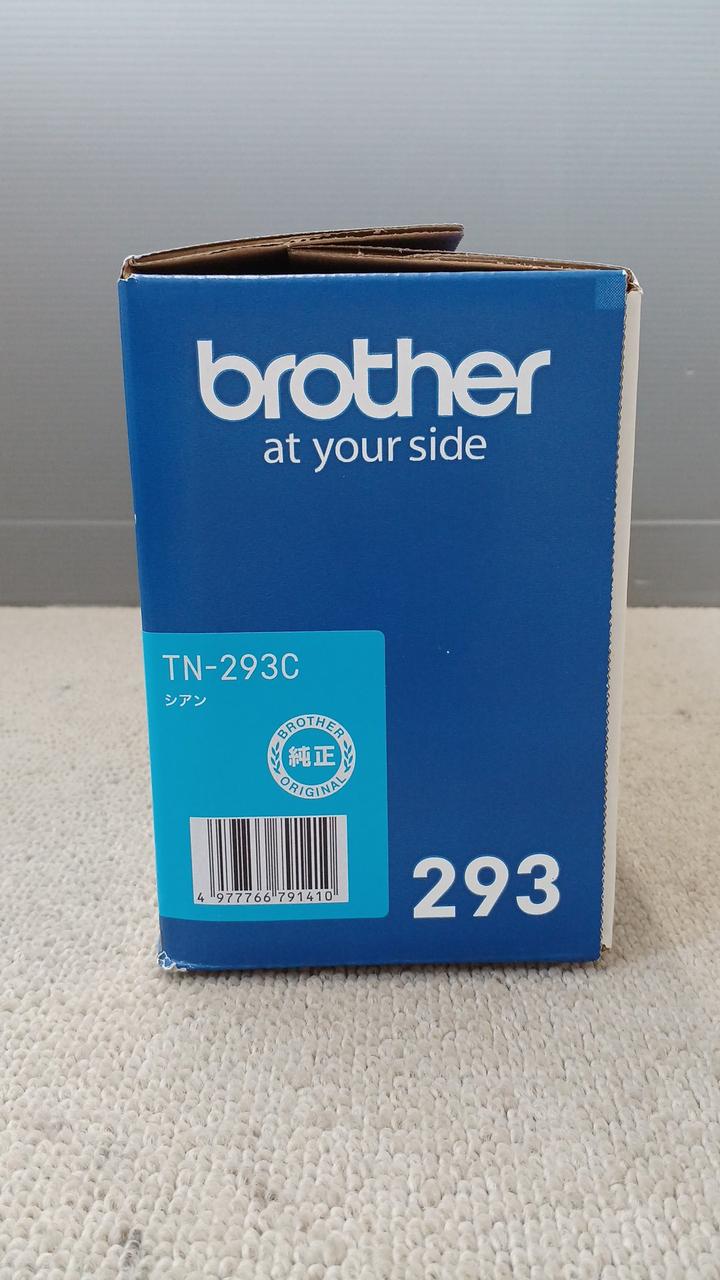 brother
at your side
TN-293C
シアン
BROTHER
純正
ORIGINAL
4 977766 791410
293